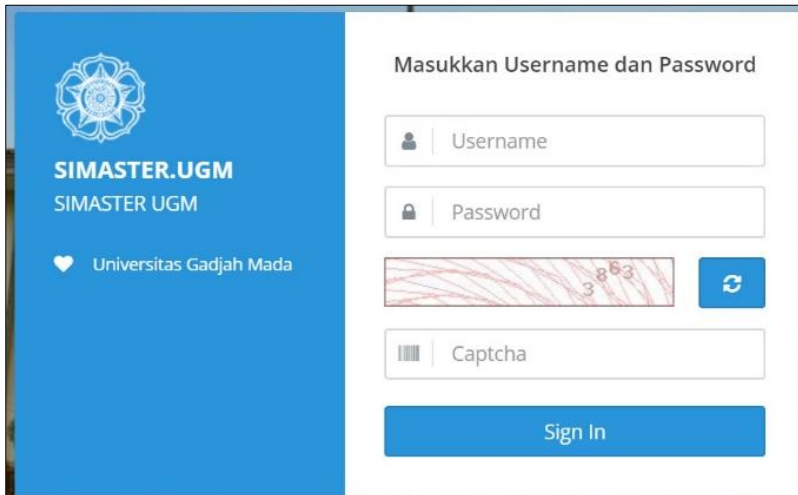 Masukkan Username dan Password
Username
SIMASTER.UGM
SIMASTER UGM
Password
Universitas Gadjah Mada
3863
Captcha
Sign In